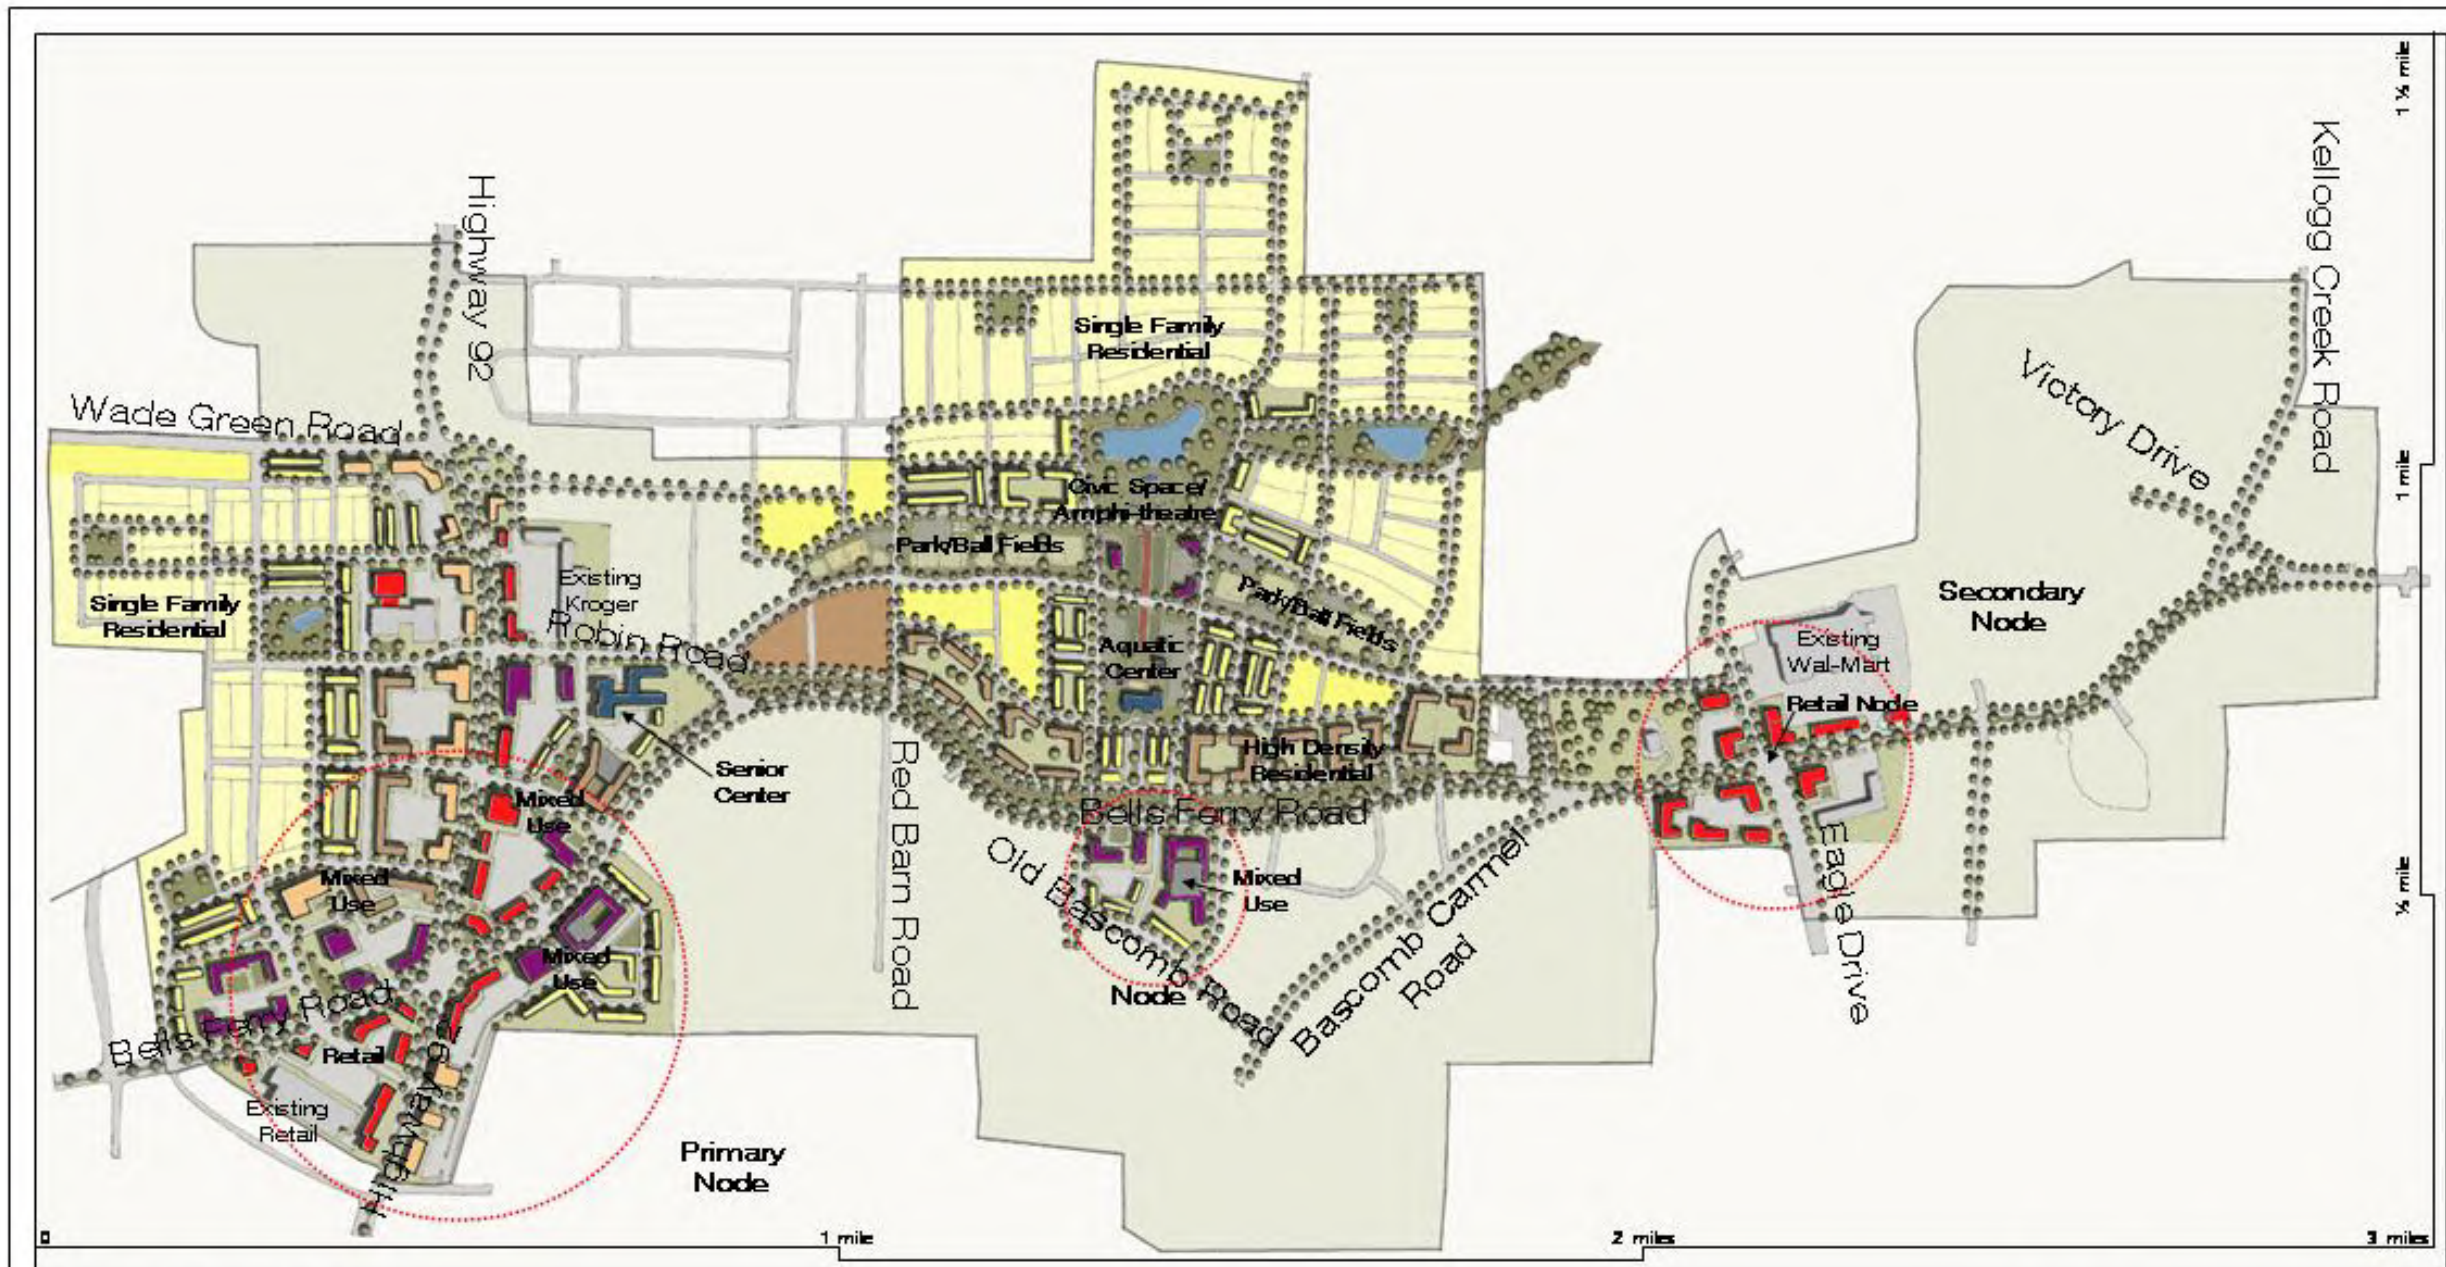 1 ½ mile
Kellogg Creek Road
Highway 92
Single Family
Residential
Victory Drive
Wade Green Road
1 mile
Civic Space/
Amphi-theatre
Park/Ball Fields
Existing
Kroger
Secondary
Node
Single Family
Residential
Park/Ball Fields
Robin Road
Existing
Wal-Mart
Aquatic
Center
Retail Node
High Density
Residential
Senior
Center
Red Barn Road
Mixed
Use
Bells Ferry Road
Old Bascomb Road
Bascomb Carmel
Road
Eagle Drive
Mixed
Use
Mixed
Use
½ mile
Mixed
Use
Node
Bells Ferry Road
Retail
Highway 92
Existing
Retail
Primary
Node
0
1 mile
2 miles
3 miles